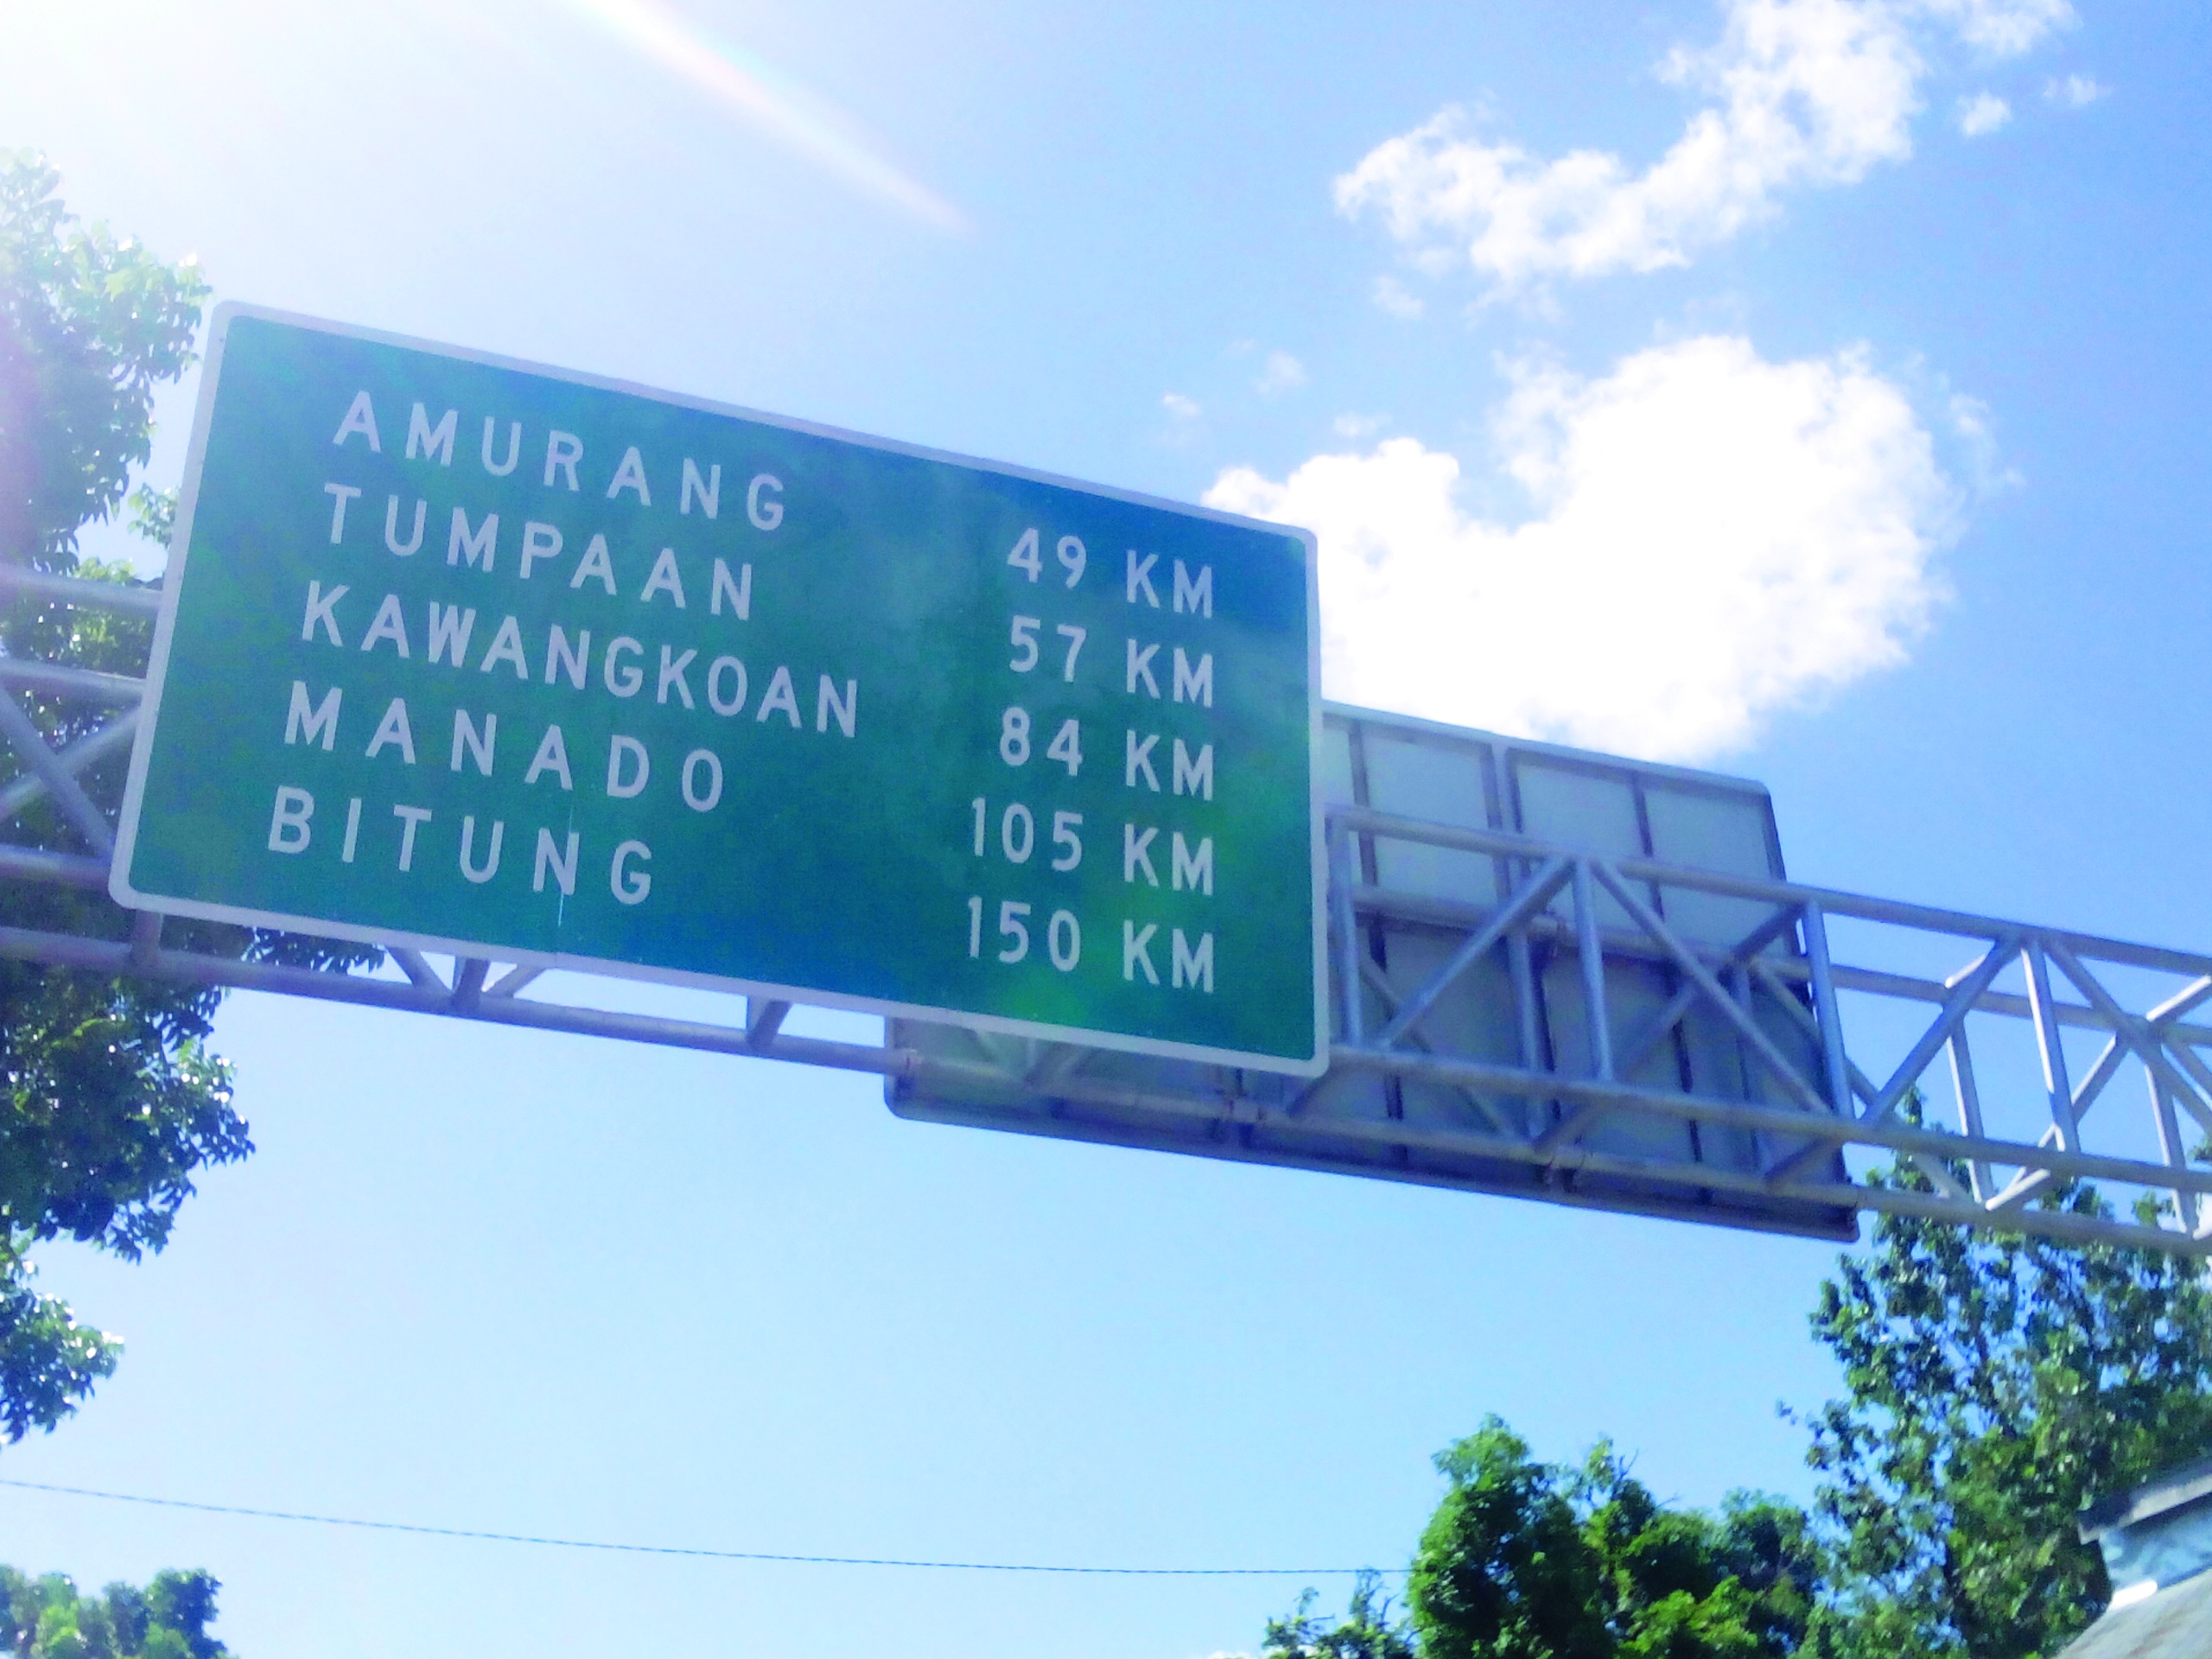 AMURANG 49 KM
TUMPAAN 57 KM
KAWANGKOAN 84 KM
MANADO 105 KM
BITUNG 150 KM